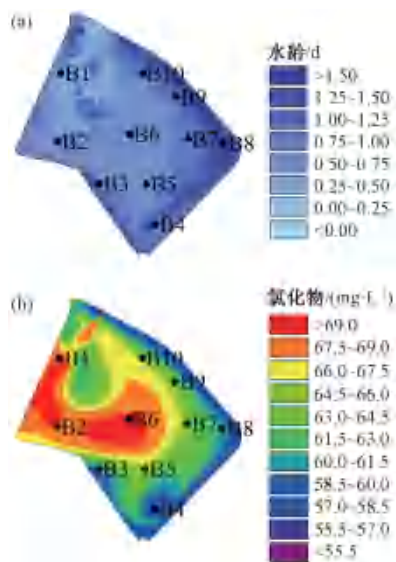 (a)
水龄/d
B1
B10
B9
B6
B7
B8
B2
B3
B5
B4
>1.50
1.25~1.50
1.00~1.25
0.75~1.00
0.50~0.75
0.25~0.50
0.00~0.25
<0.00
(b)
氯化物/(mg·L⁻¹)
B1
B10
B9
B6
B7
B8
B2
B3
B5
B4
>69.0
67.5~69.0
66.0~67.5
64.5~66.0
63.0~64.5
61.5~63.0
60.0~61.5
58.5~60.0
57.0~58.5
55.5~57.0
<55.5